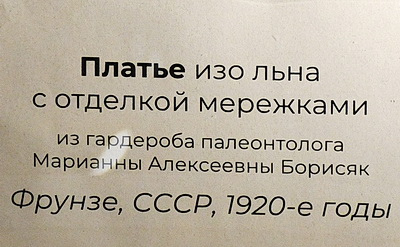 Платье изо льна
с отделкой мережками
из гардероба палеонтолога
Марианны Алексеевны Борисяк
Фрунзе, СССР, 1920-е годы